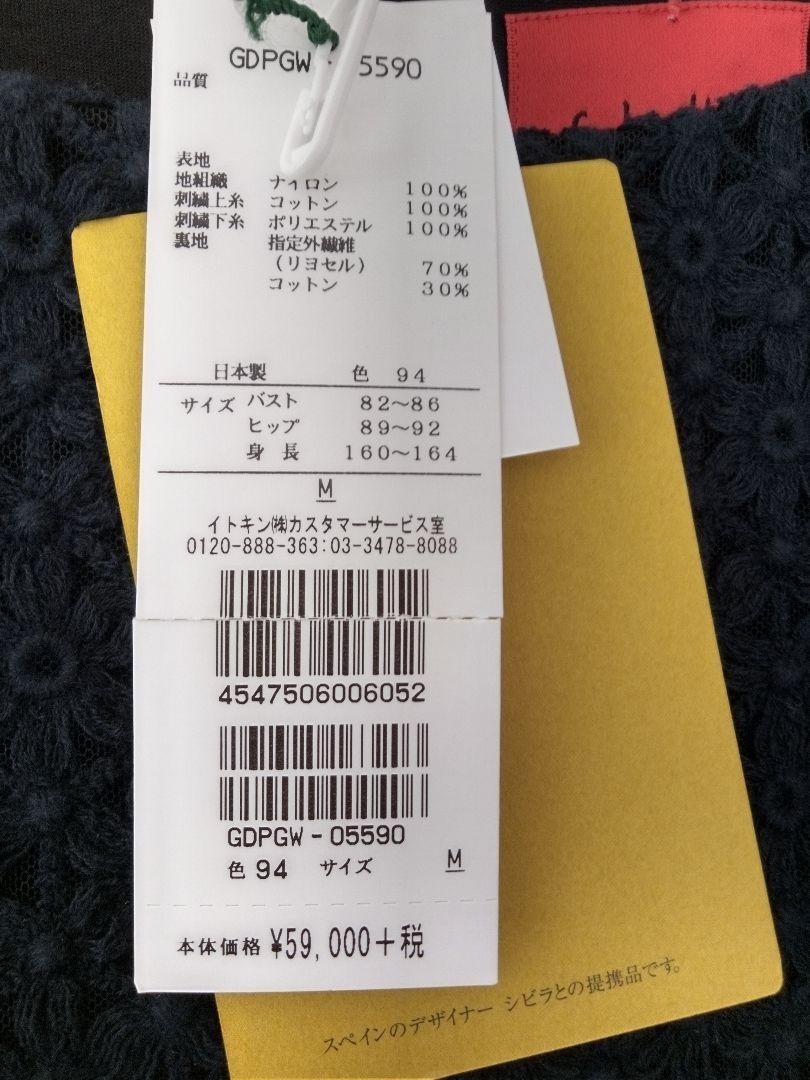 GDPGW - 5590
品質
表地
地組織 ナイロン 100%
刺繍上糸 コットン 100%
刺繍下糸 ポリエステル 100%
裏地 指定外繊維
(リヨセル) 70%
コットン 30%
日本製 色 94
サイズ バスト 82〜86
ヒップ 89〜92
身長 160〜164
M
イトキン㈱カスタマーサービス室
0120-888-363:03-3478-8088
4547506006052
GDPGW-05590
色 94 サイズ M
本体価格 ¥59,000+税
スペインのデザイナー シビラとの提携品です。